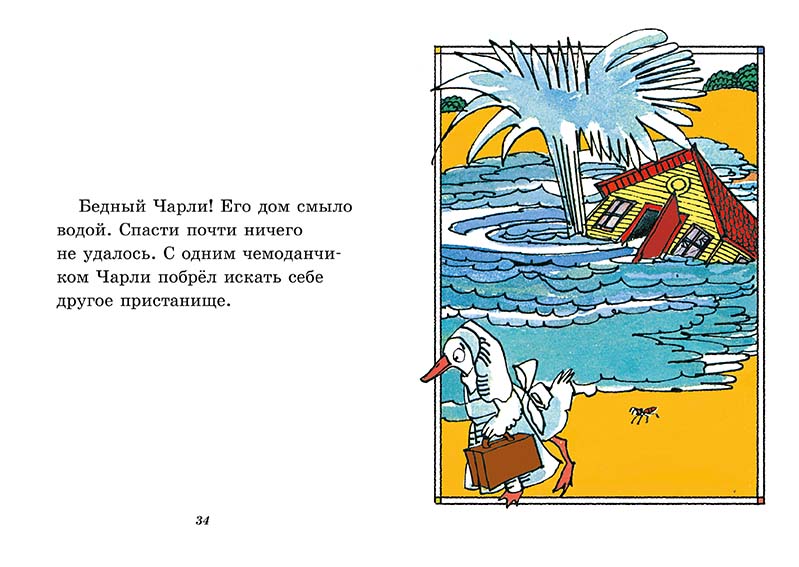 Бедный Чарли! Его дом смыло
водой. Спасти почти ничего
не удалось. С одним чемоданчи-
ком Чарли побрёл искать себе
другое пристанище.
34